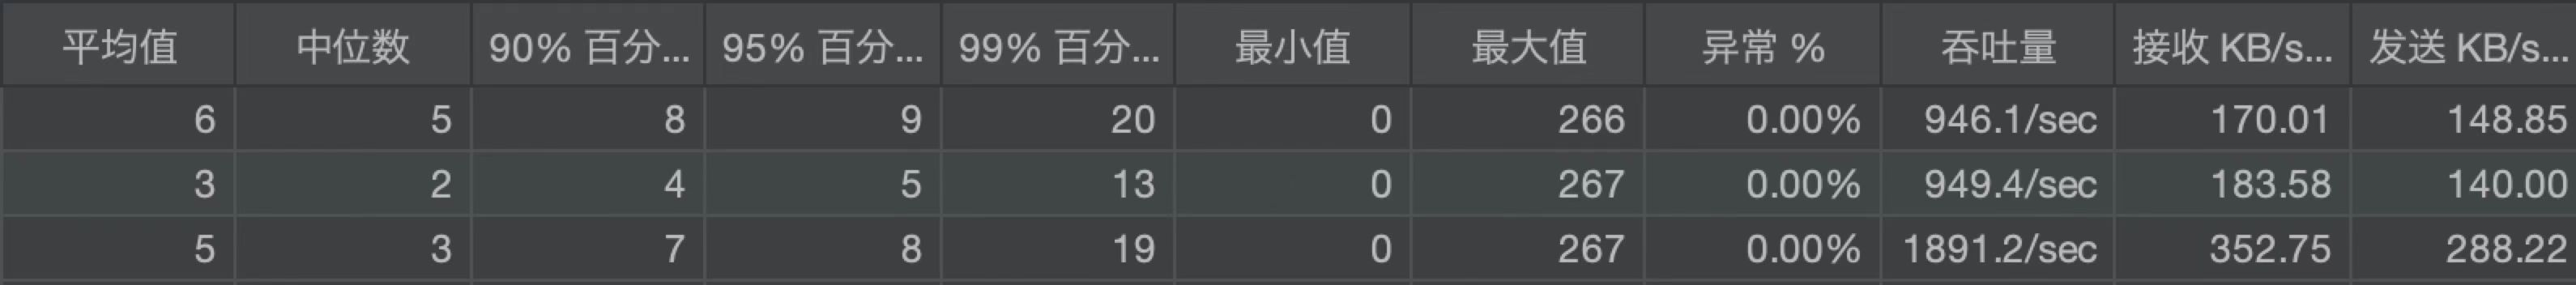 平均值 中位数 90% 百分... 95% 百分... 99% 百分... 最小值 最大值 异常 % 吞吐量 接收 KB/s... 发送 KB/s...
6 5 8 9 20 0 266 0.00% 946.1/sec 170.01 148.85
3 2 4 5 13 0 267 0.00% 949.4/sec 183.58 140.00
5 3 7 8 19 0 267 0.00% 1891.2/sec 352.75 288.22